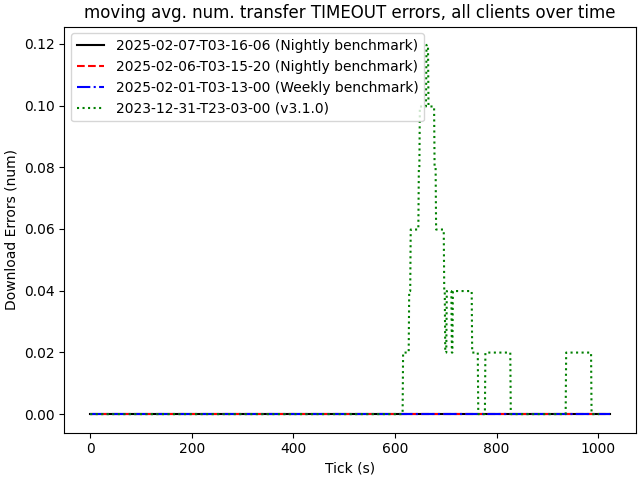 moving avg. num. transfer TIMEOUT errors, all clients over time
2025-02-07-T03-16-06 (Nightly benchmark)
2025-02-06-T03-15-20 (Nightly benchmark)
2025-02-01-T03-13-00 (Weekly benchmark)
2023-12-31-T23-03-00 (v3.1.0)
Download Errors (num)
0.12
0.10
0.08
0.06
0.04
0.02
0.00
0 200 400 600 800 1000
Tick (s)